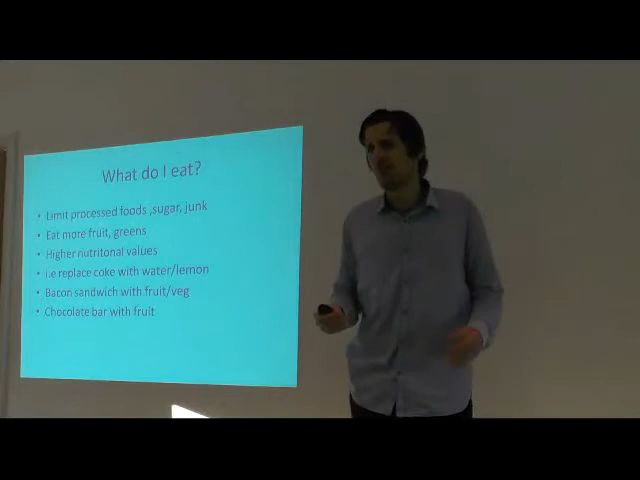 What do I eat?
• Limit processed foods ,sugar, junk
• Eat more fruit, greens
• Higher nutritonal values
• i.e replace coke with water/lemon
• Bacon sandwich with fruit/veg
• Chocolate bar with fruit